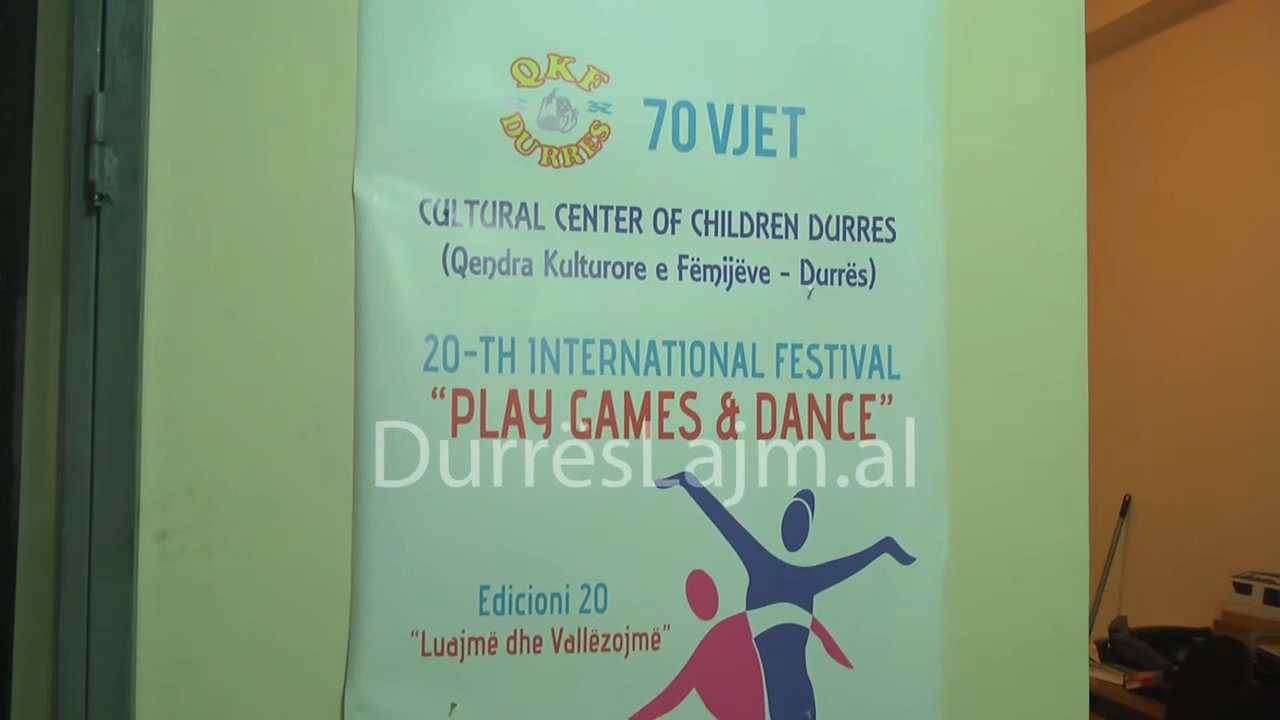 QKF
DURRES
70 VJET
CULTURAL CENTER OF CHILDREN DURRES
(Qendra Kulturore e Fëmijëve - Durrës)
20-TH INTERNATIONAL FESTIVAL
“PLAY GAMES & DANCE”
DurrësLajm.al
Edicioni 20
“Luajmë dhe Vallëzojmë”